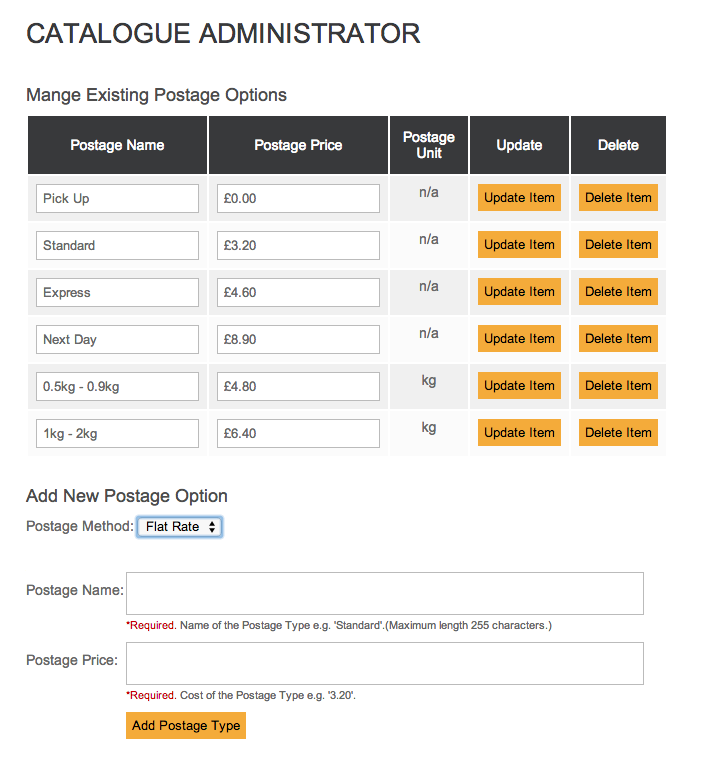 CATALOGUE ADMINISTRATOR
Mange Existing Postage Options
Postage Name Postage Price Postage Unit Update Delete
Pick Up £0.00 n/a Update Item Delete Item
Standard £3.20 n/a Update Item Delete Item
Express £4.60 n/a Update Item Delete Item
Next Day £8.90 n/a Update Item Delete Item
0.5kg - 0.9kg £4.80 kg Update Item Delete Item
1kg - 2kg £6.40 kg Update Item Delete Item
Add New Postage Option
Postage Method: Flat Rate
Postage Name:
*Required. Name of the Postage Type e.g. 'Standard'.(Maximum length 255 characters.)
Postage Price:
*Required. Cost of the Postage Type e.g. '3.20'.
Add Postage Type